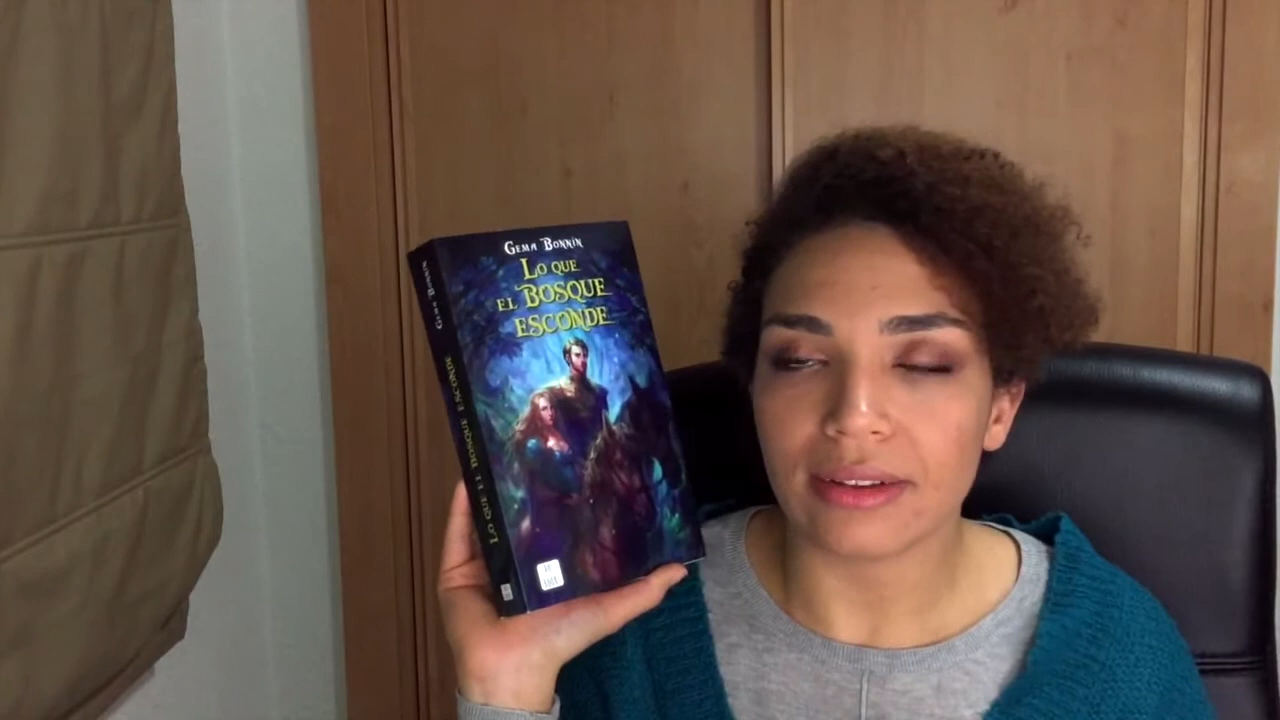 GEMA BONNIN
LO QUE
EL BOSQUE
ESCONDE
GEMA BONNIN
LO QUE EL BOSQUE ESCONDE